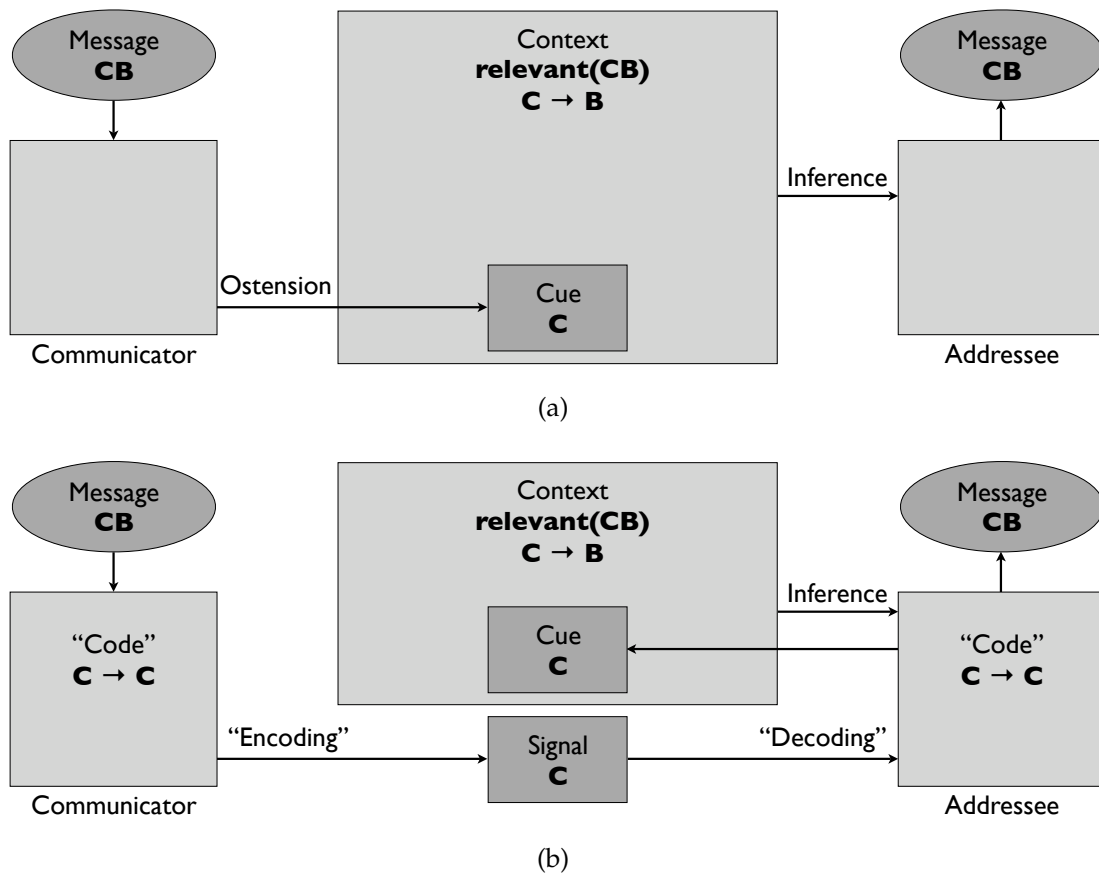 Message
CB
Context
relevant(CB)
C → B
Message
CB
Inference
Ostension
Cue
C
Communicator
Addressee
(a)
Message
CB
Context
relevant(CB)
C → B
Message
CB
Inference
“Code”
C → C
Cue
C
“Code”
C → C
“Encoding”
Signal
C
“Decoding”
Communicator
Addressee
(b)